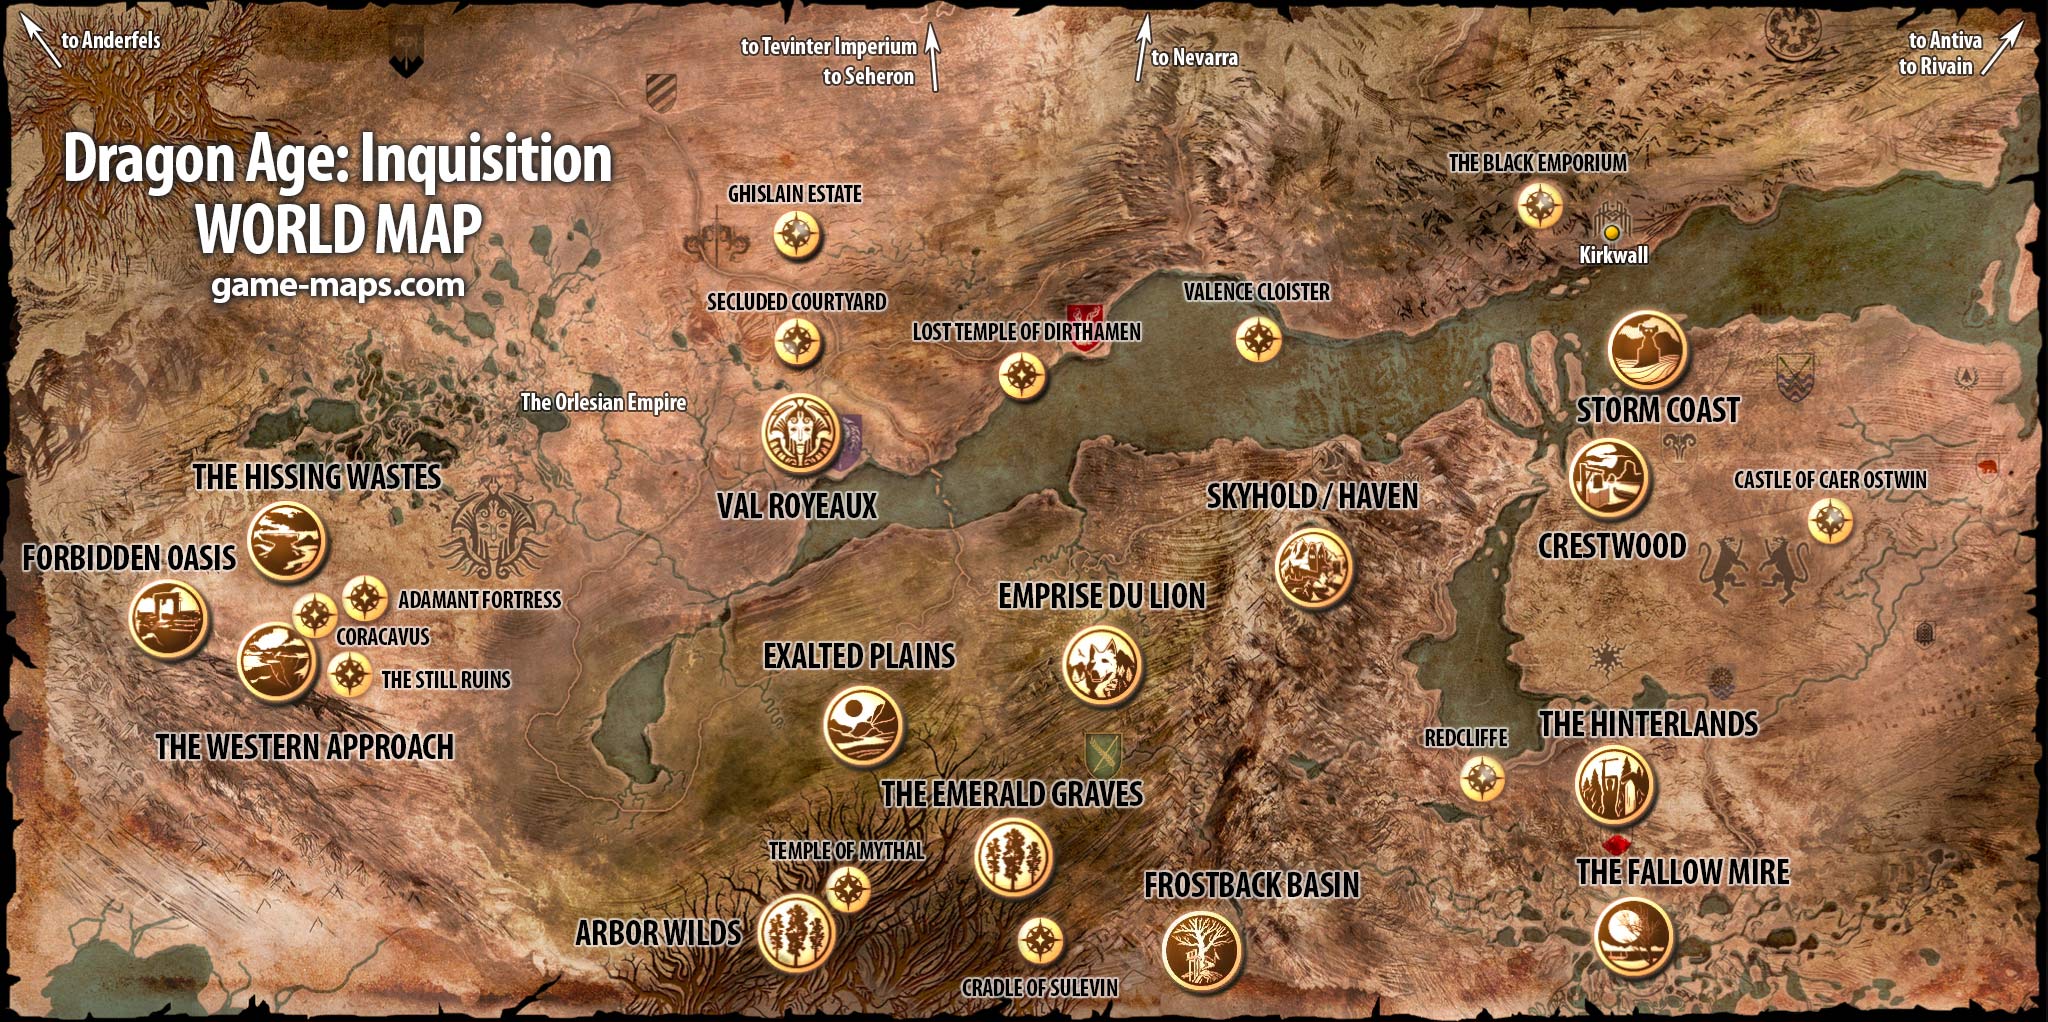 to Anderfels
to Tevinter Imperium
to Seheron
to Nevarra
to Antiva
to Rivain
Dragon Age: Inquisition
WORLD MAP
game-maps.com
GHISLAIN ESTATE
THE BLACK EMPORIUM
Kirkwall
SECLUDED COURTYARD
LOST TEMPLE OF DIRTHAMEN
VALENCE CLOISTER
The Orlesian Empire
STORM COAST
THE HISSING WASTES
VAL ROYEAUX
SKYHOLD / HAVEN
CASTLE OF CAER OSTWIN
FORBIDDEN OASIS
CRESTWOOD
ADAMANT FORTRESS
EMPRISE DU LION
CORACAVUS
THE STILL RUINS
EXALTED PLAINS
THE WESTERN APPROACH
REDCLIFFE
THE HINTERLANDS
THE EMERALD GRAVES
TEMPLE OF MYTHAL
THE FALLOW MIRE
FROSTBACK BASIN
ARBOR WILDS
CRADLE OF SULEVIN